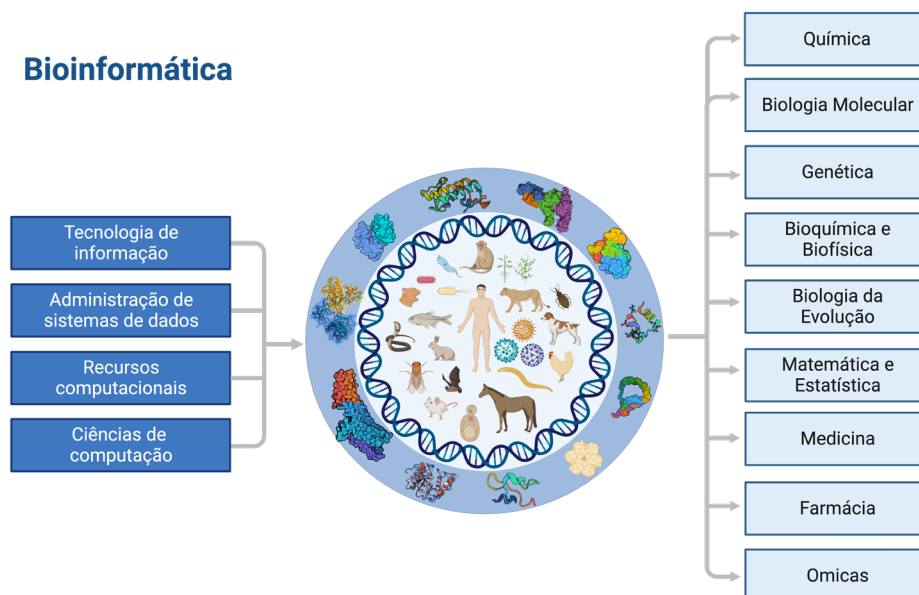 Bioinformática
Tecnologia de
informação
Administração de
sistemas de dados
Recursos
computacionais
Ciências de
computação
Química
Biologia Molecular
Genética
Bioquímica e
Biofísica
Biologia da
Evolução
Matemática e
Estatística
Medicina
Farmácia
Omicas